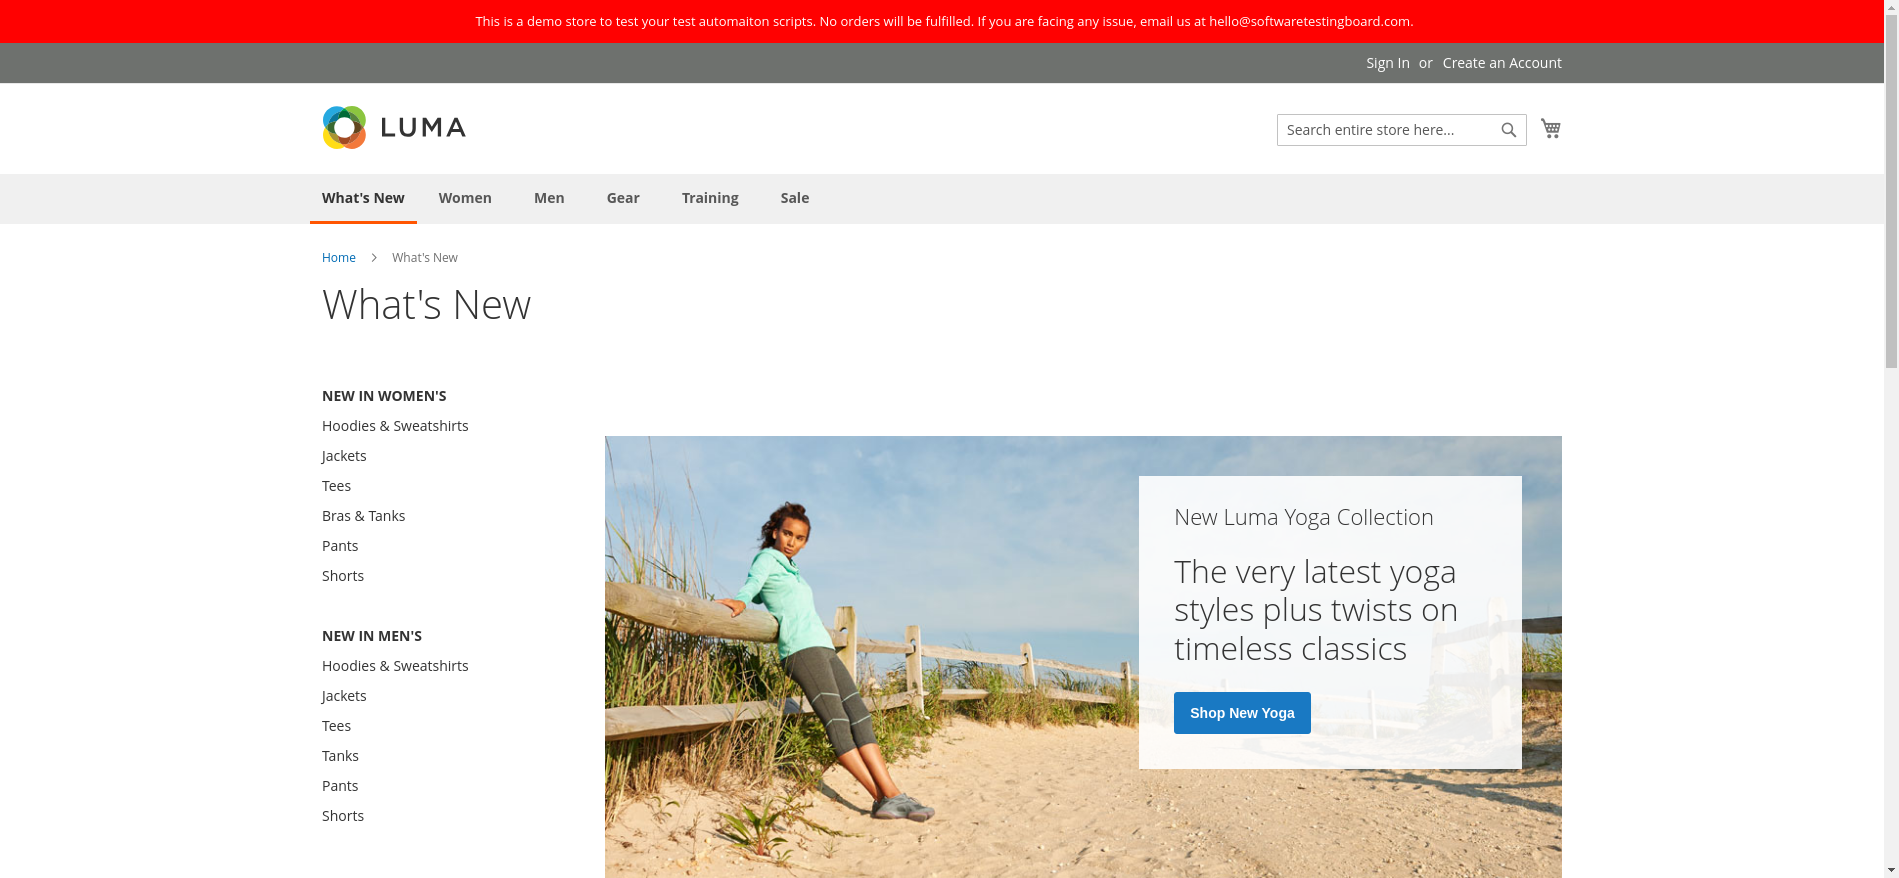 This is a demo store to test your test automaiton scripts. No orders will be fulfilled. If you are facing any issue, email us at hello@softwaretestingboard.com.
Sign In or Create an Account
LUMA
Search entire store here...
What's New Women Men Gear Training Sale
Home > What's New
What's New
NEW IN WOMEN'S
Hoodies & Sweatshirts
Jackets
Tees
Bras & Tanks
Pants
Shorts
NEW IN MEN'S
Hoodies & Sweatshirts
Jackets
Tees
Tanks
Pants
Shorts
New Luma Yoga Collection
The very latest yoga
styles plus twists on
timeless classics
Shop New Yoga